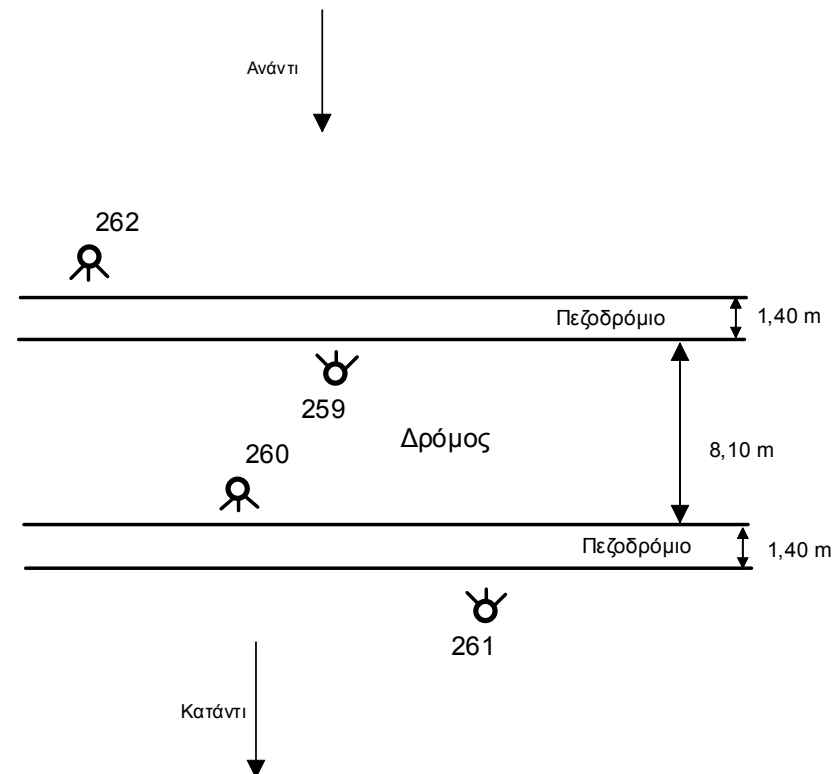 Ανάντι
262
Πεζοδρόμιο
1,40 m
259
Δρόμος
260
8,10 m
Πεζοδρόμιο
1,40 m
261
Κατάντι